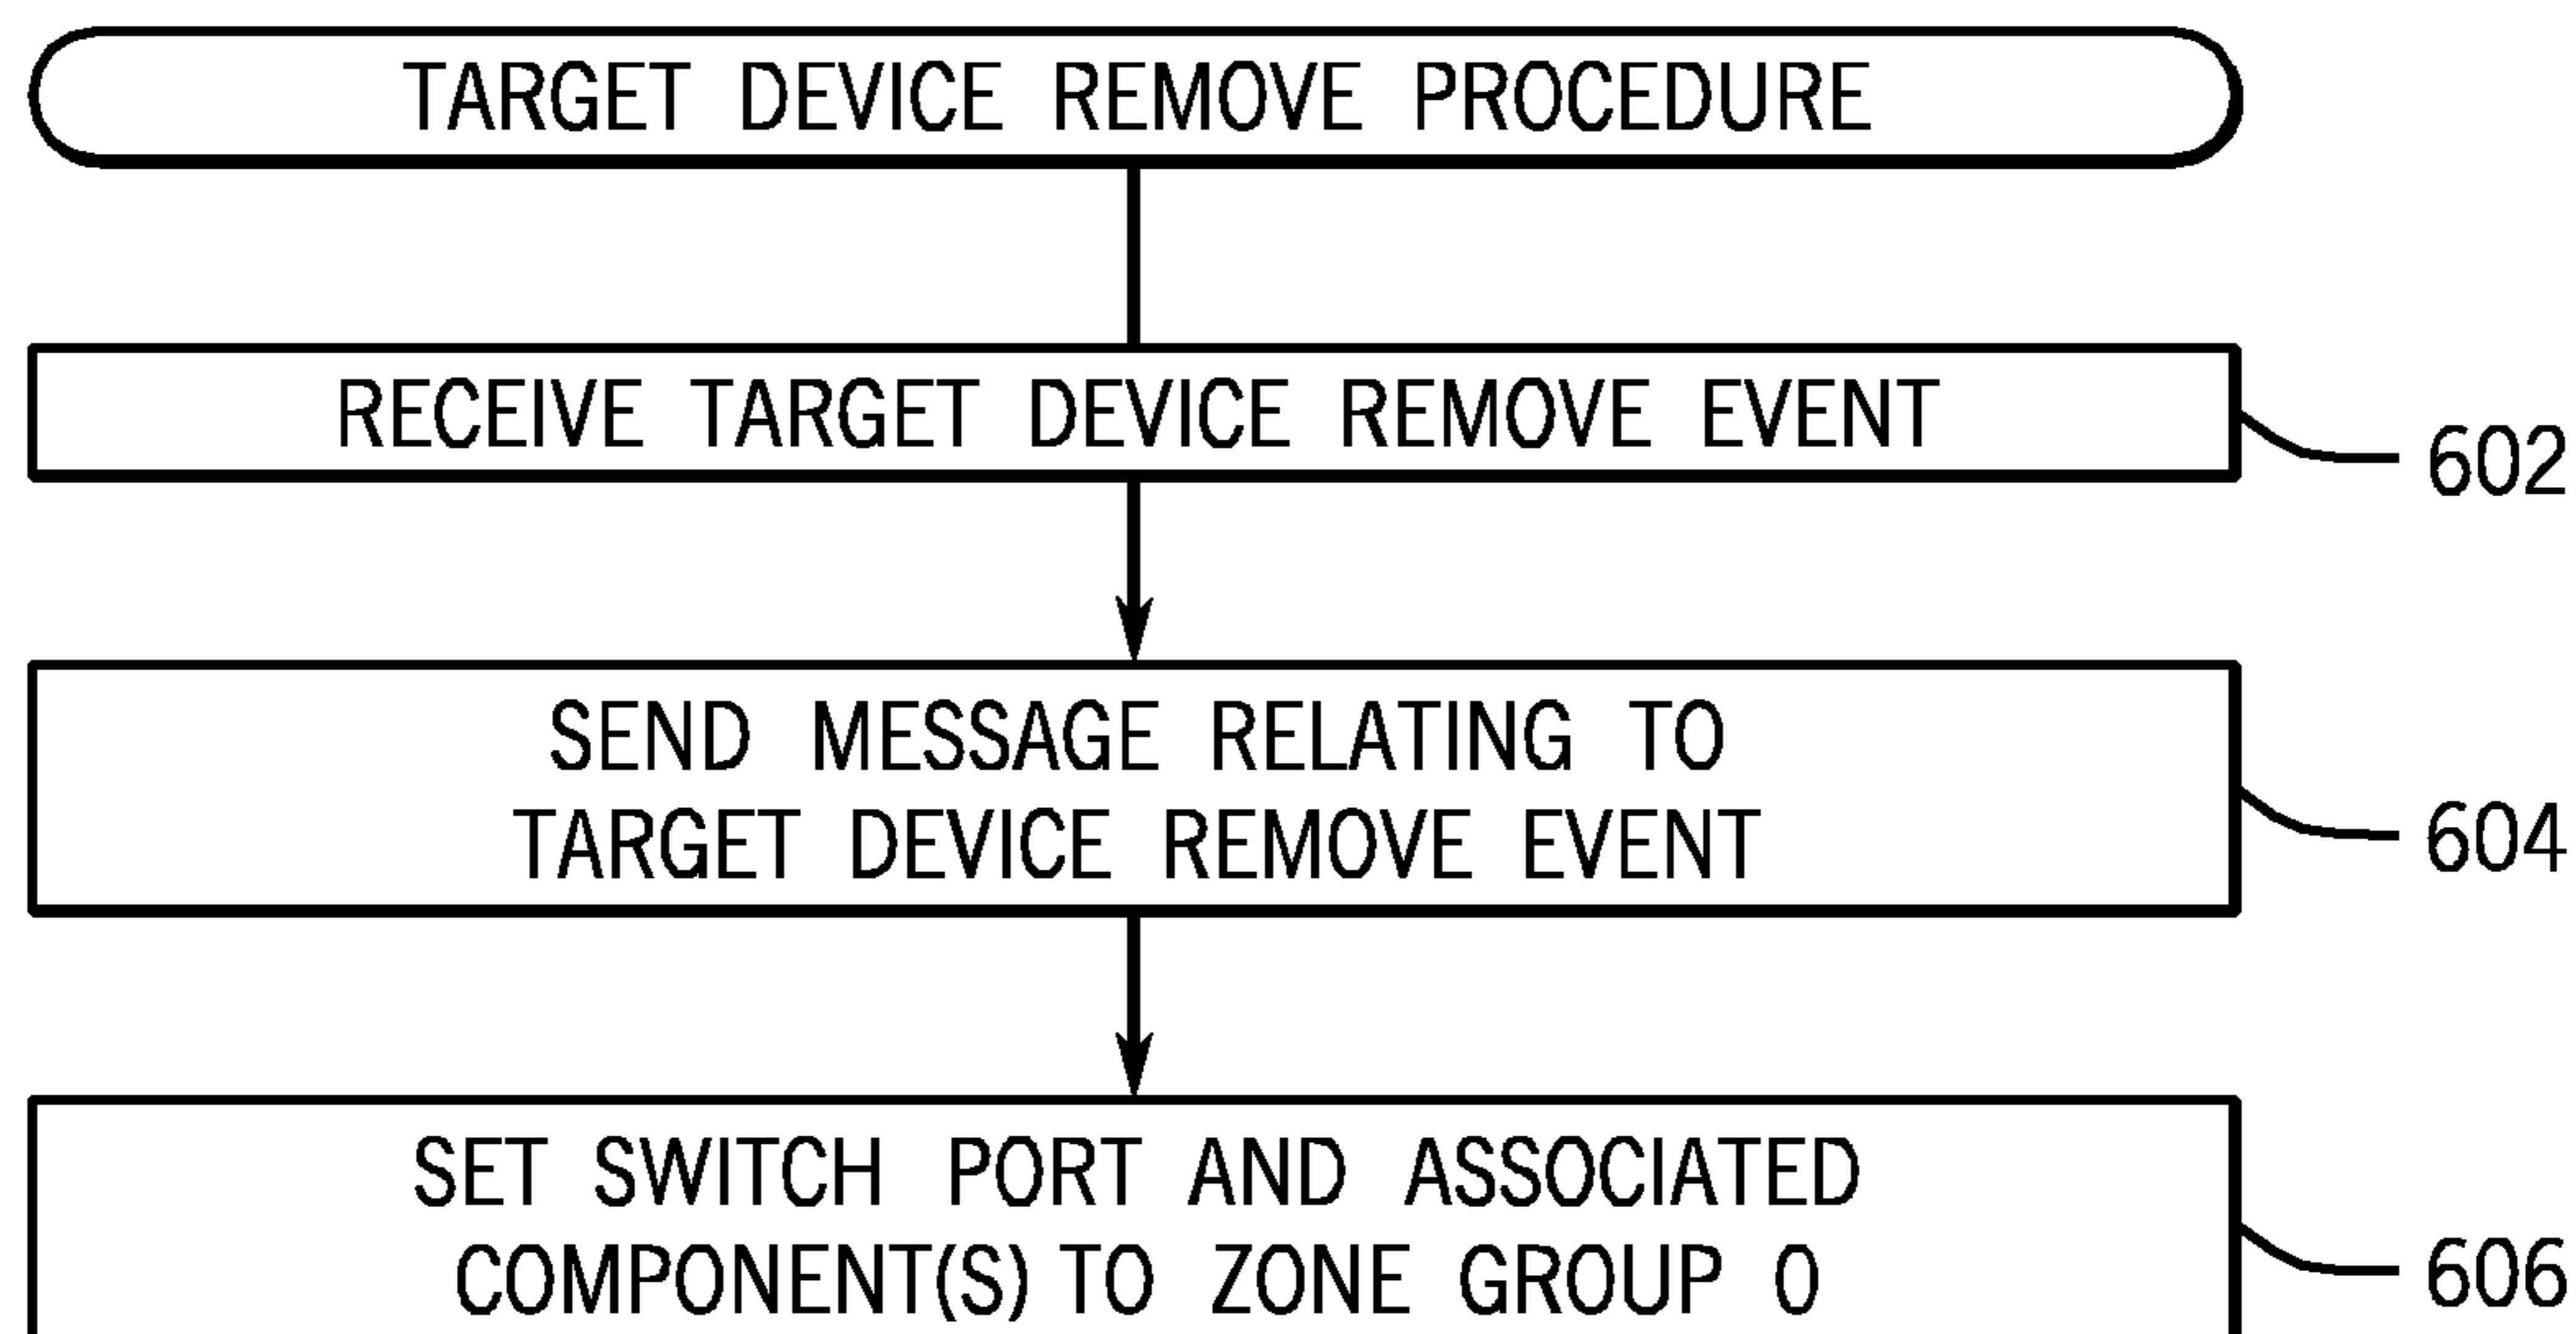 TARGET DEVICE REMOVE PROCEDURE
RECEIVE TARGET DEVICE REMOVE EVENT
602
SEND MESSAGE RELATING TO
TARGET DEVICE REMOVE EVENT
604
SET SWITCH PORT AND ASSOCIATED
COMPONENT(S) TO ZONE GROUP 0
606